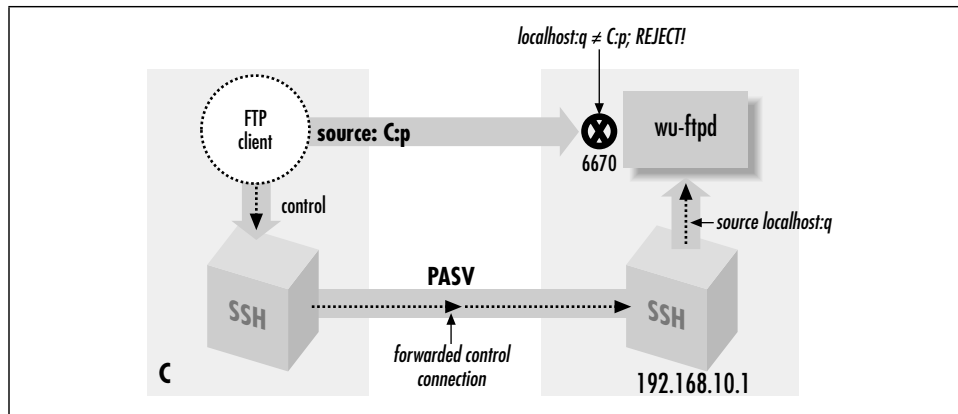 localhost:q ≠ C:p; REJECT!
FTP
client
source: C:p
X
6670
wu-ftpd
control
source localhost:q
PASV
SSH
SSH
forwarded control
connection
C
192.168.10.1